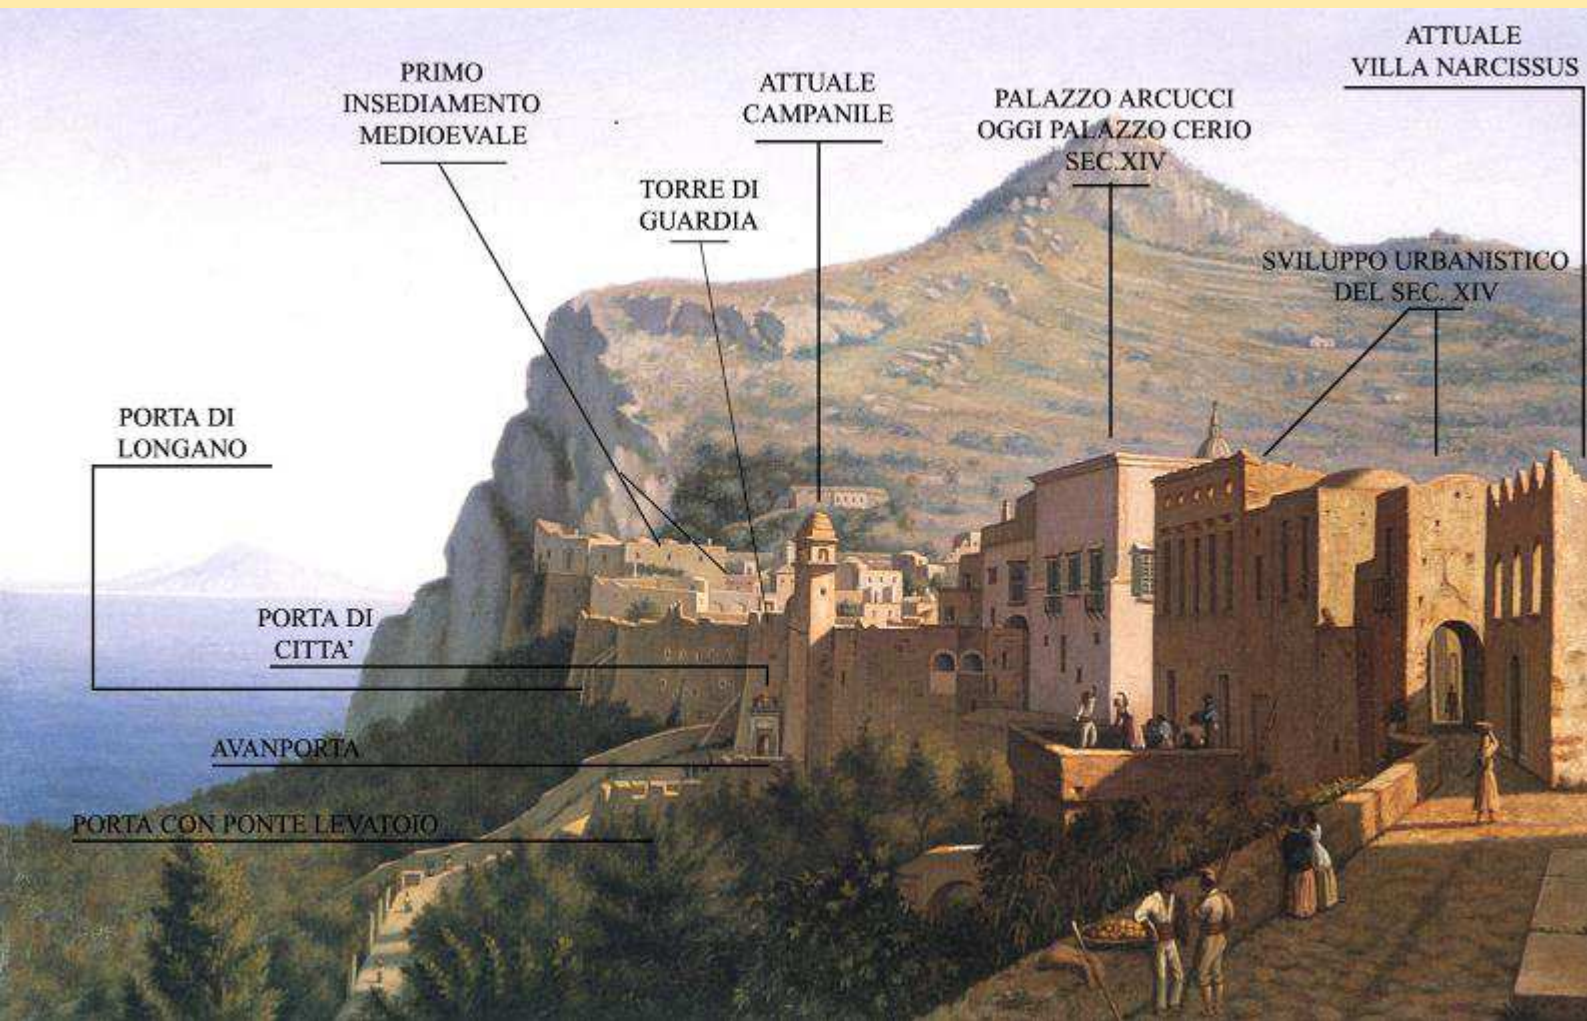 ATTUALE
VILLA NARCISSUS
PRIMO
INSEDIAMENTO
MEDIOEVALE
ATTUALE
CAMPANILE
PALAZZO ARCUCCI
OGGI PALAZZO CERIO
SEC.XIV
TORRE DI
GUARDIA
SVILUPPO URBANISTICO
DEL SEC. XIV
PORTA DI
LONGANO
PORTA DI
CITTA'
AVANPORTA
PORTA CON PONTE LEVATOIO